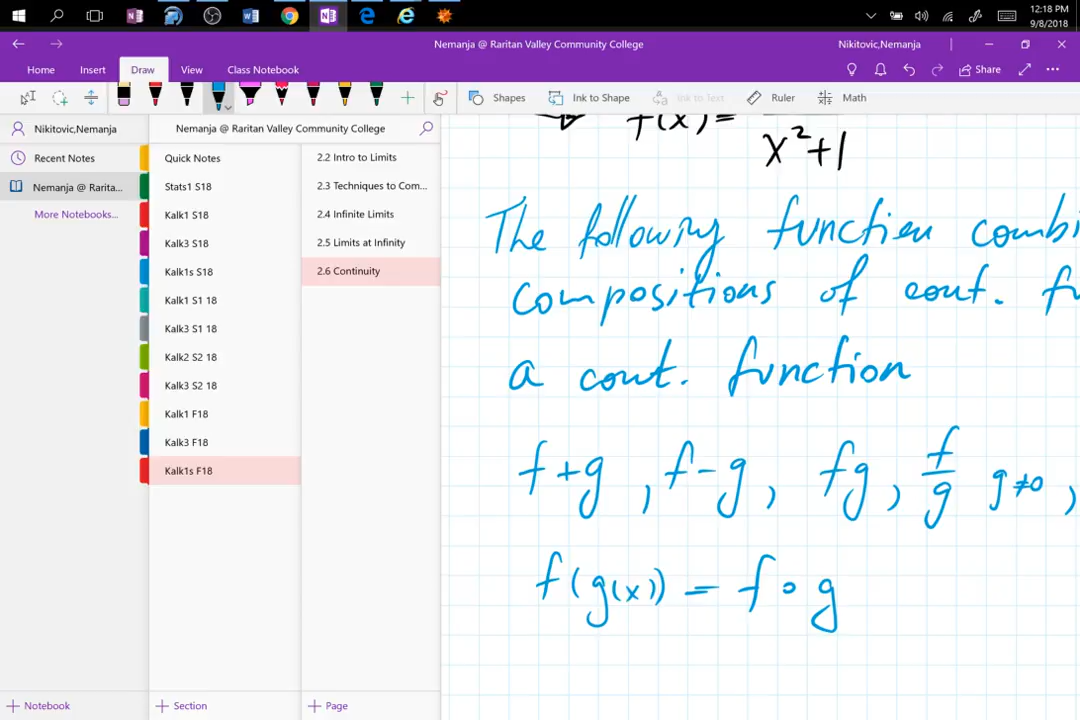 12:18 PM
9/8/2018
Nemanja @ Raritan Valley Community College
Nikitovic,Nemanja
Home Insert Draw View Class Notebook
Share
Shapes Ink to Shape Ink to Text Ruler Math
Nikitovic,Nemanja
Recent Notes
Nemanja @ Rarita...
More Notebooks...
Nemanja @ Raritan Valley Community College
Quick Notes
Stats1 S18
Kalk1 S18
Kalk3 S18
Kalk1s S18
Kalk1 S1 18
Kalk3 S1 18
Kalk2 S2 18
Kalk3 S2 18
Kalk1 F18
Kalk3 F18
Kalk1s F18
2.2 Intro to Limits
2.3 Techniques to Com...
2.4 Infinite Limits
2.5 Limits at Infinity
2.6 Continuity
f(x) =
x²+1
The following function combi
compositions of cont. fu
a cont. function
f+g , f-g, fg, f/g g≠0,
f(g(x)) = f∘g
+ Notebook
+ Section
+ Page